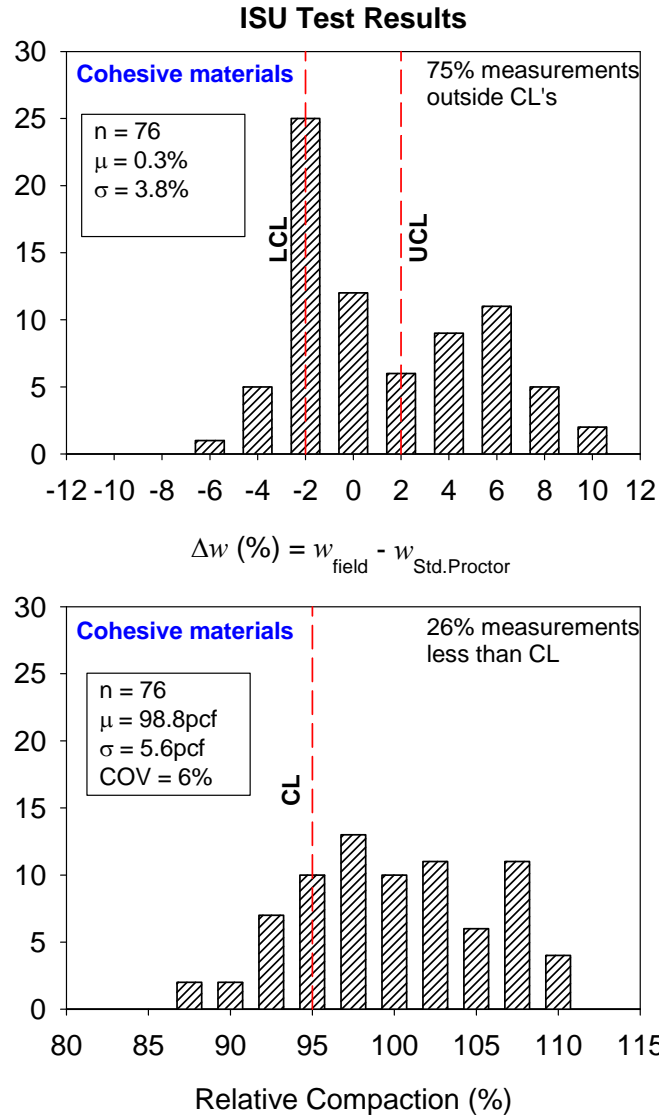 ISU Test Results
30
25
20
15
10
5
0
Cohesive materials
75% measurements
outside CL's
n = 76
μ = 0.3%
σ = 3.8%
LCL
UCL
-12 -10 -8 -6 -4 -2 0 2 4 6 8 10 12
Δw (%) = w field - w Std.Proctor
30
25
20
15
10
5
0
Cohesive materials
26% measurements
less than CL
n = 76
μ = 98.8pcf
σ = 5.6pcf
COV = 6%
CL
80 85 90 95 100 105 110 115
Relative Compaction (%)